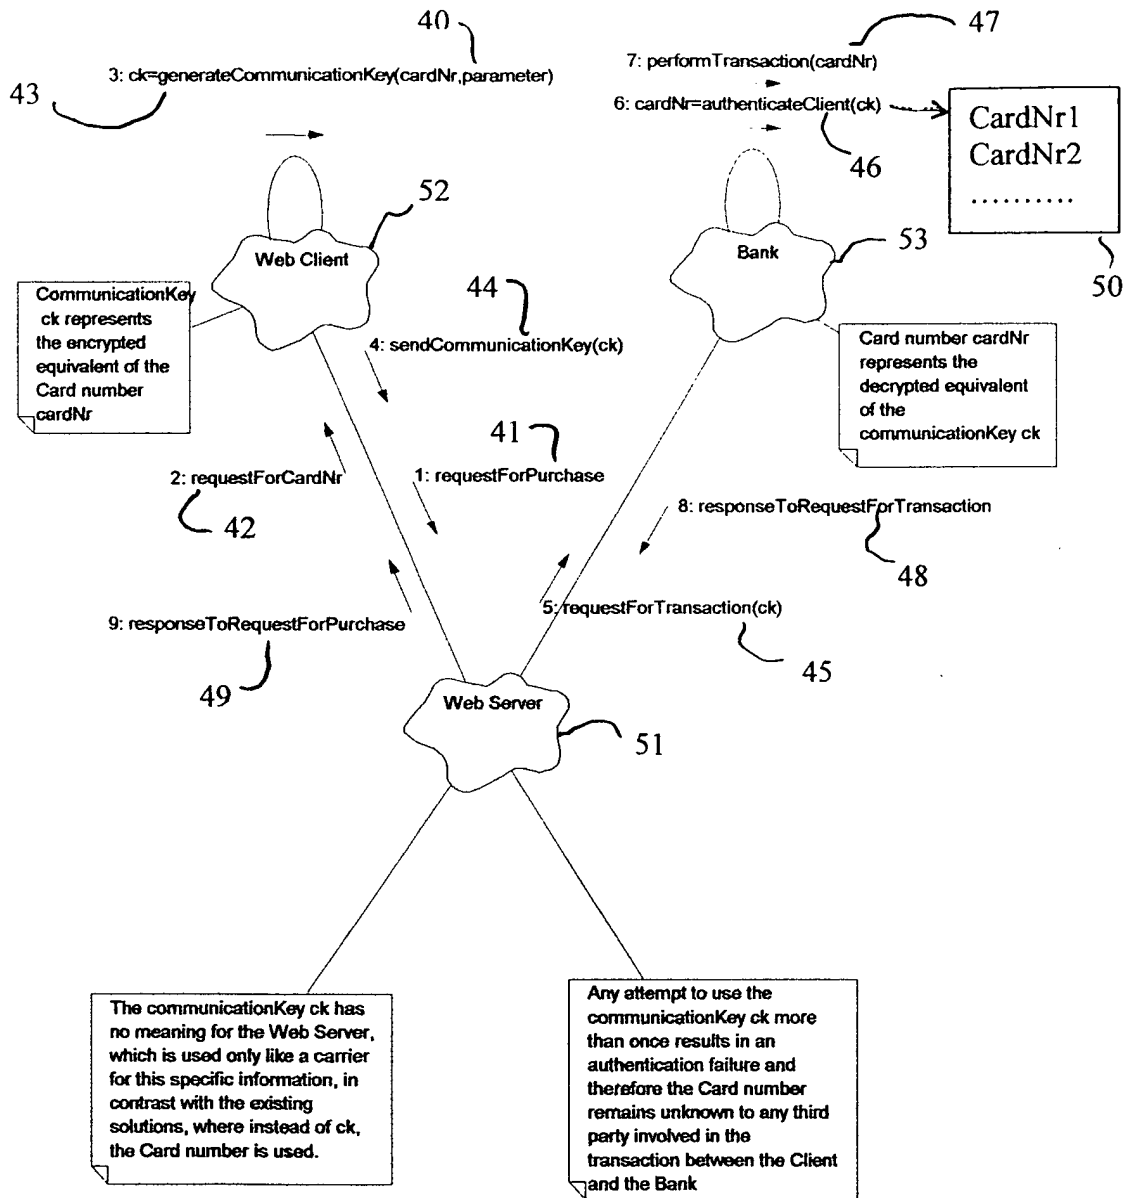 40
47
3: ck=generateCommunicationKey(cardNr,parameter)
7: performTransaction(cardNr)
43
6: cardNr=authenticateClient(ck)
46
CardNr1
CardNr2
..........
50
52
53
Web Client
Bank
CommunicationKey
ck represents
the encrypted
equivalent of the
Card number
cardNr
44
4: sendCommunicationKey(ck)
Card number cardNr
represents the
decrypted equivalent
of the
communicationKey ck
41
2: requestForCardNr
1: requestForPurchase
42
8: responseToRequestForTransaction
48
9: responseToRequestForPurchase
5: requestForTransaction(ck)
49
45
Web Server
51
The communicationKey ck has
no meaning for the Web Server,
which is used only like a carrier
for this specific information, in
contrast with the existing
solutions, where instead of ck,
the Card number is used.
Any attempt to use the
communicationKey ck more
than once results in an
authentication failure and
therefore the Card number
remains unknown to any third
party involved in the
transaction between the Client
and the Bank